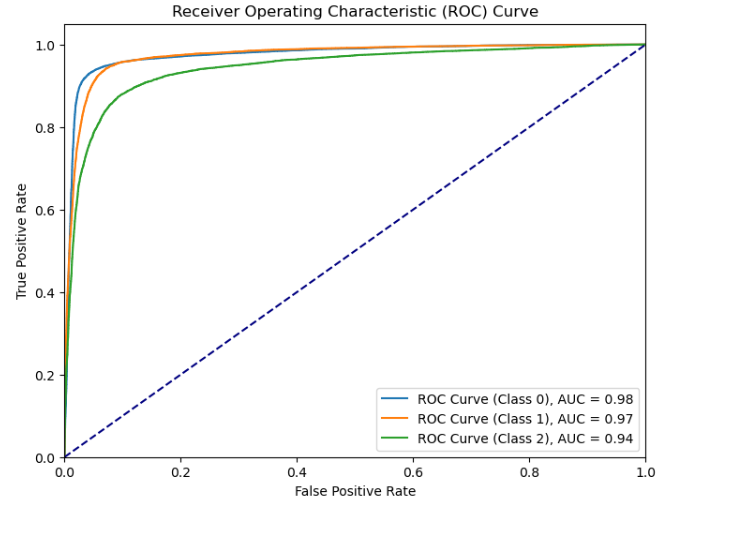 Receiver Operating Characteristic (ROC) Curve
1.0
0.8
0.6
0.4
0.2
0.0
True Positive Rate
ROC Curve (Class 0), AUC = 0.98
ROC Curve (Class 1), AUC = 0.97
ROC Curve (Class 2), AUC = 0.94
0.0 0.2 0.4 0.6 0.8 1.0
False Positive Rate